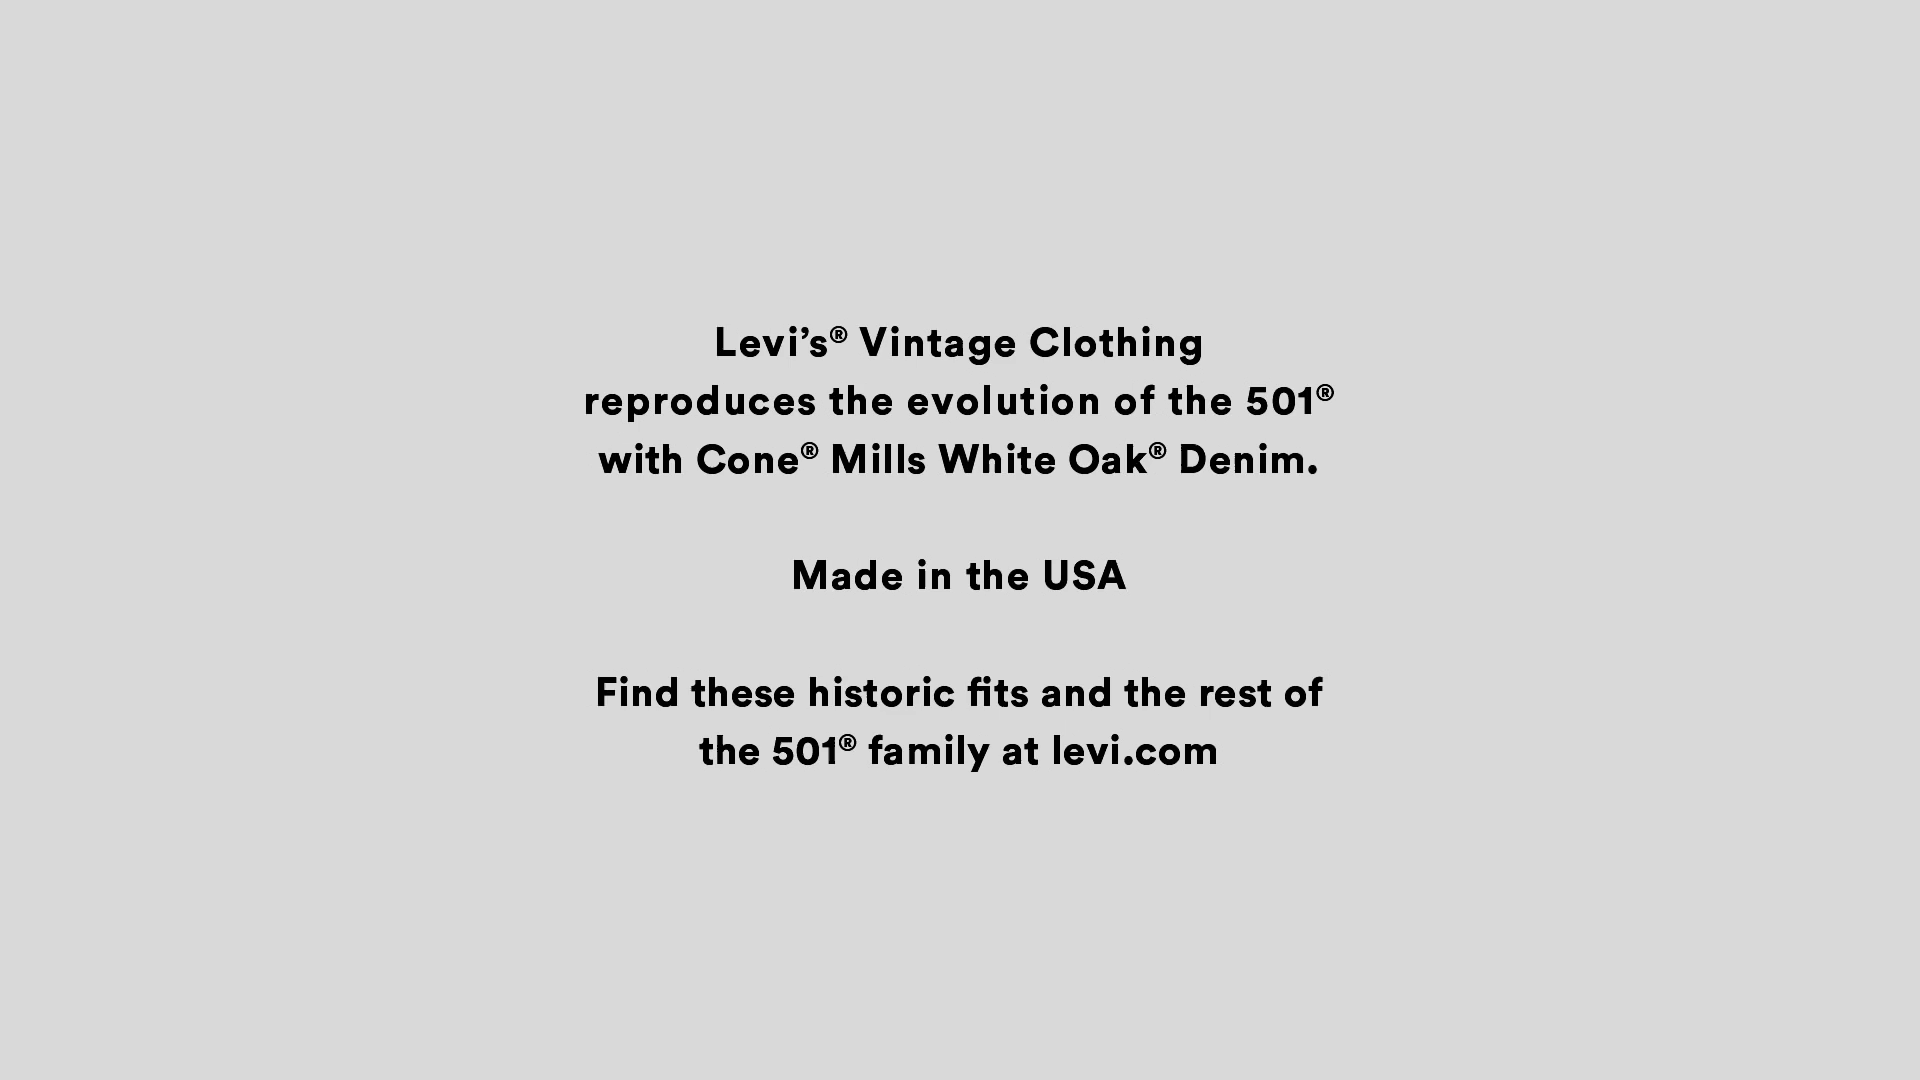 Levi’s® Vintage Clothing
reproduces the evolution of the 501®
with Cone® Mills White Oak® Denim.
Made in the USA
Find these historic fits and the rest of
the 501® family at levi.com